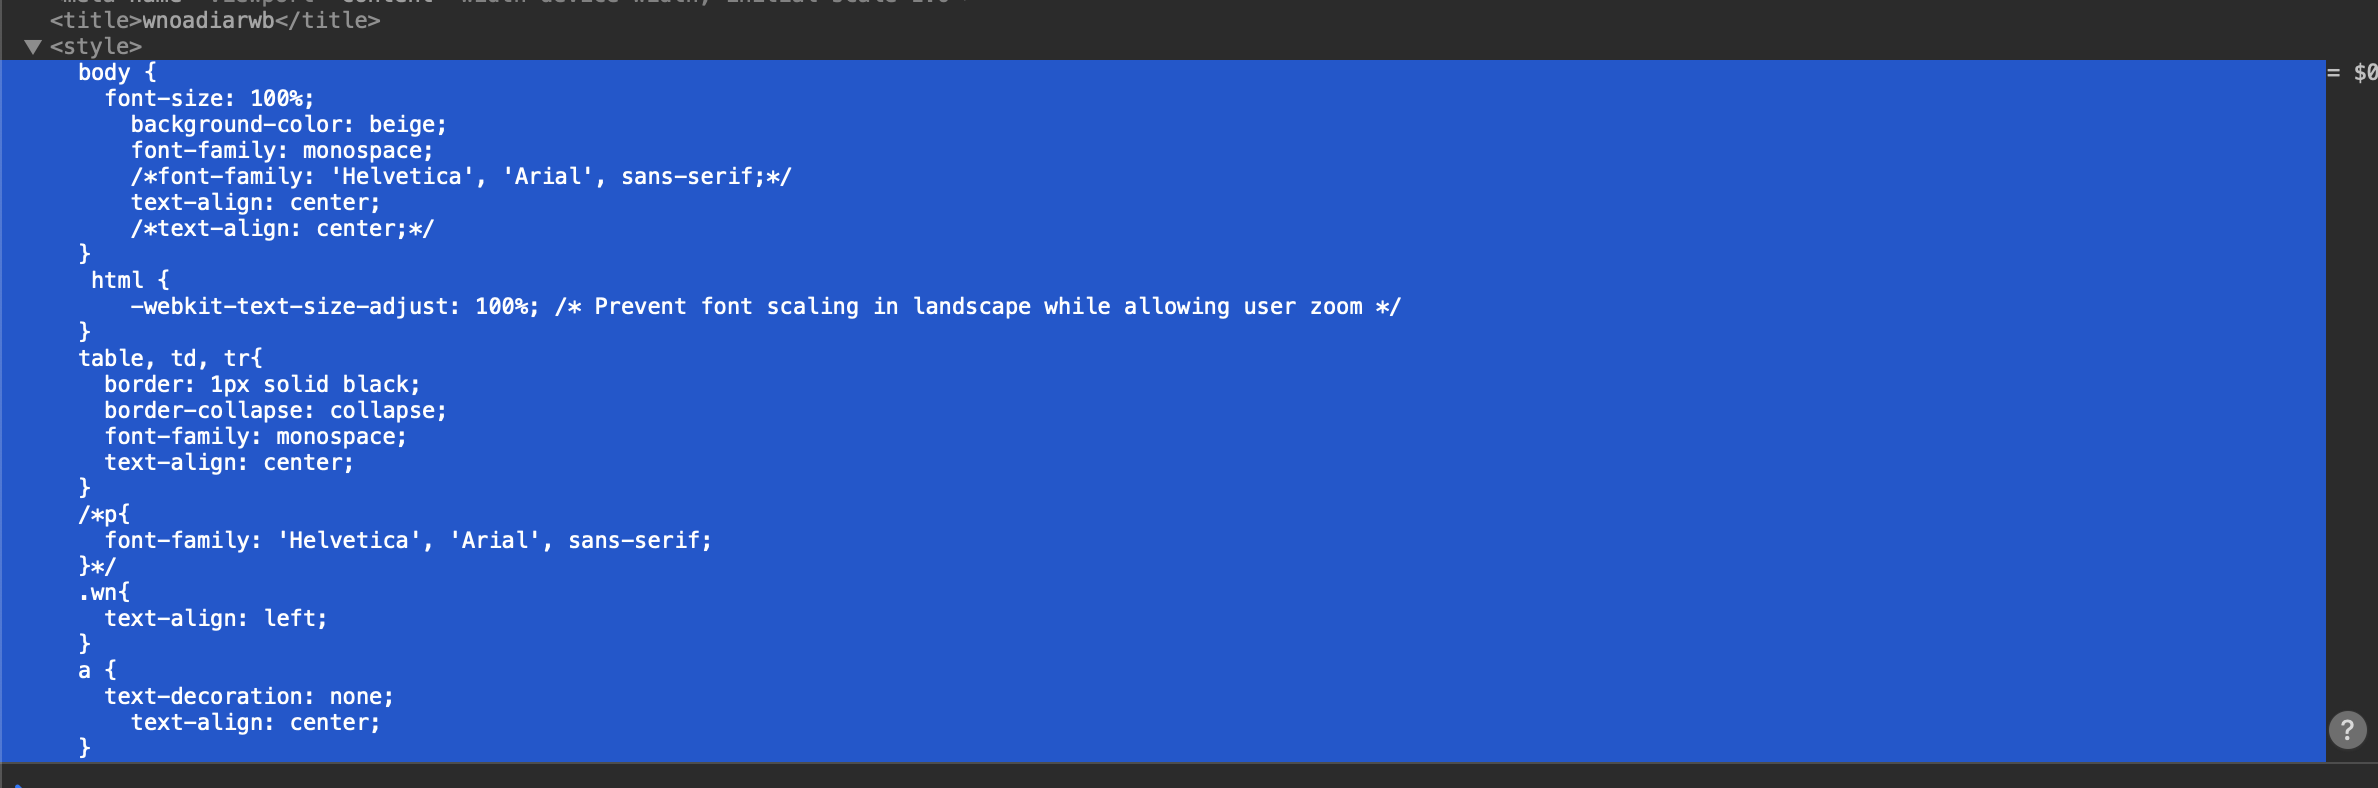 <title>wnoadiarwb</title>
▼ <style>
body {
font-size: 100%;
background-color: beige;
font-family: monospace;
/*font-family: 'Helvetica', 'Arial', sans-serif;*/
text-align: center;
/*text-align: center;*/
}
html {
-webkit-text-size-adjust: 100%; /* Prevent font scaling in landscape while allowing user zoom */
}
table, td, tr{
border: 1px solid black;
border-collapse: collapse;
font-family: monospace;
text-align: center;
}
/*p{
font-family: 'Helvetica', 'Arial', sans-serif;
}*/
.wn{
text-align: left;
}
a {
text-decoration: none;
text-align: center;
}
= $0
?